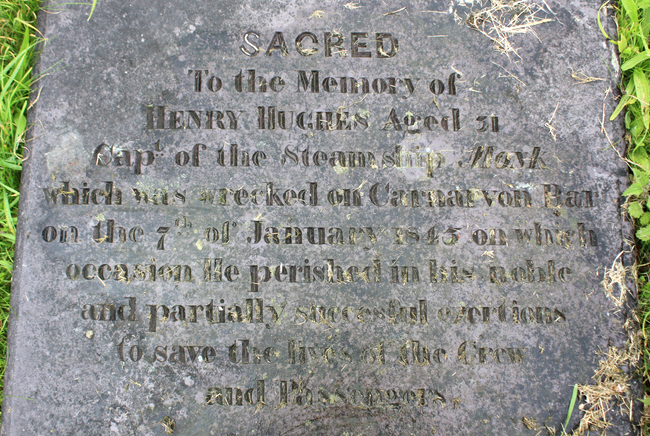 SACRED
To the Memory of
HENRY HUGHES Aged 31
Capt of the Steamship Monk
which was wrecked on Carnarvon Bar
on the 7th of January 1843 on which
occasion He perished in his noble
and partially succesful exertions
to save the lives of the Crew
and Passengers